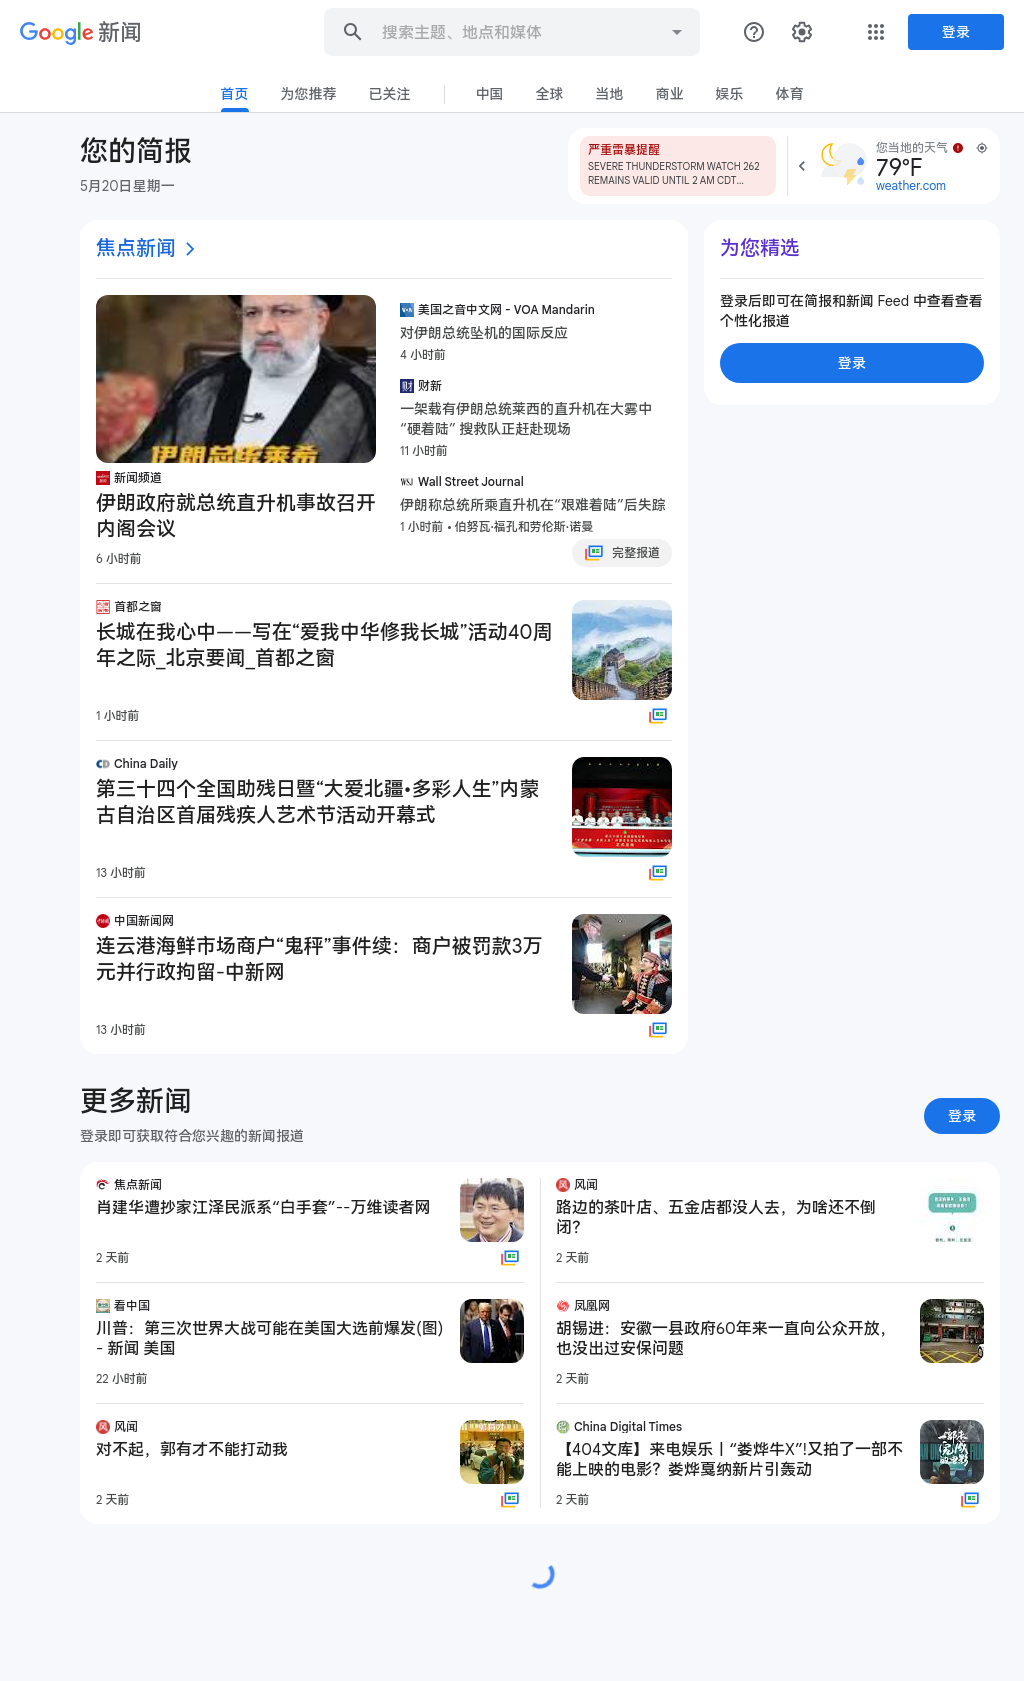 Google 新闻
搜索主题、地点和媒体
登录
首页
为您推荐
已关注
中国
全球
当地
商业
娱乐
体育
您的简报
5月20日星期一
严重雷暴提醒
SEVERE THUNDERSTORM WATCH 262
REMAINS VALID UNTIL 2 AM CDT...
您当地的天气
79°F
weather.com
焦点新闻
伊朗总统莱希
新闻频道
伊朗政府就总统直升机事故召开
内阁会议
6 小时前
美国之音中文网 - VOA Mandarin
对伊朗总统坠机的国际反应
4 小时前
财新
一架载有伊朗总统莱西的直升机在大雾中
“硬着陆” 搜救队正赶赴现场
11 小时前
Wall Street Journal
伊朗称总统所乘直升机在“艰难着陆”后失踪
1 小时前 • 伯努瓦·福孔和劳伦斯·诺曼
完整报道
首都之窗
长城在我心中——写在“爱我中华修我长城”活动40周
年之际_北京要闻_首都之窗
1 小时前
China Daily
第三十四个全国助残日暨“大爱北疆•多彩人生”内蒙
古自治区首届残疾人艺术节活动开幕式
13 小时前
中国新闻网
连云港海鲜市场商户“鬼秤”事件续：商户被罚款3万
元并行政拘留-中新网
13 小时前
为您精选
登录后即可在简报和新闻 Feed 中查看查看
个性化报道
登录
更多新闻
登录即可获取符合您兴趣的新闻报道
登录
焦点新闻
肖建华遭抄家江泽民派系“白手套”--万维读者网
2 天前
看中国
川普：第三次世界大战可能在美国大选前爆发(图)
- 新闻 美国
22 小时前
风闻
对不起，郭有才不能打动我
2 天前
风闻
路边的茶叶店、五金店都没人去，为啥还不倒
闭？
2 天前
凤凰网
胡锡进：安徽一县政府60年来一直向公众开放，
也没出过安保问题
2 天前
China Digital Times
【404文库】来电娱乐丨“娄烨牛X”!又拍了一部不
能上映的电影？娄烨戛纳新片引轰动
2 天前